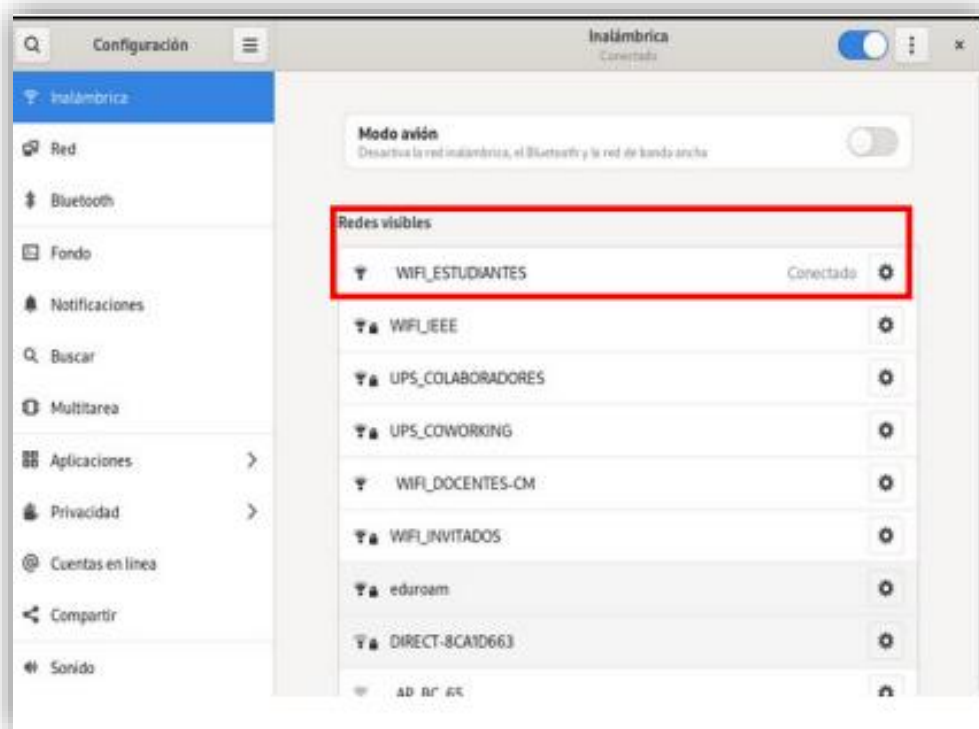 Configuración
Inalámbrica
Conectado
Inalámbrica
Red
Bluetooth
Fondo
Notificaciones
Buscar
Multitarea
Aplicaciones
Privacidad
Cuentas en línea
Compartir
Sonido
Modo avión
Desactiva la red inalámbrica, el Bluetooth y la red de banda ancha
Redes visibles
WIFI_ESTUDIANTES Conectado
WIFI_IEEE
UPS_COLABORADORES
UPS_COWORKING
WIFI_DOCENTES-CM
WIFI_INVITADOS
eduroam
DIRECT-8CA1D663
AP_BC_65